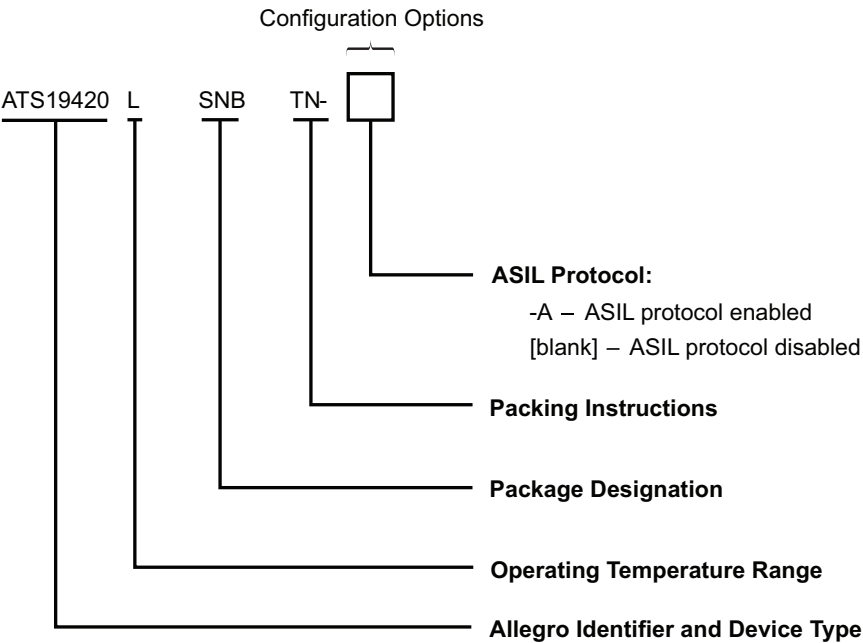 Configuration Options
ATS19420 L SNB TN-
ASIL Protocol:
-A – ASIL protocol enabled
[blank] – ASIL protocol disabled
Packing Instructions
Package Designation
Operating Temperature Range
Allegro Identifier and Device Type